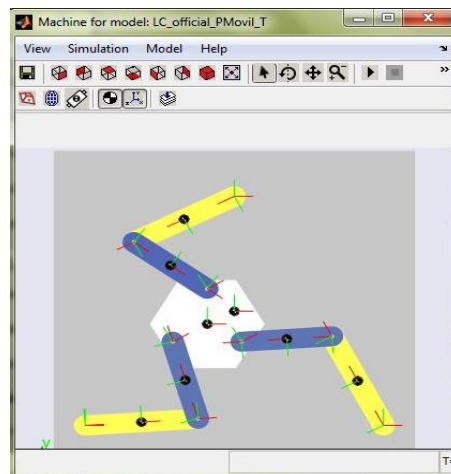 Machine for model: LC_official_PMovil_T
View Simulation Model Help
y
T=